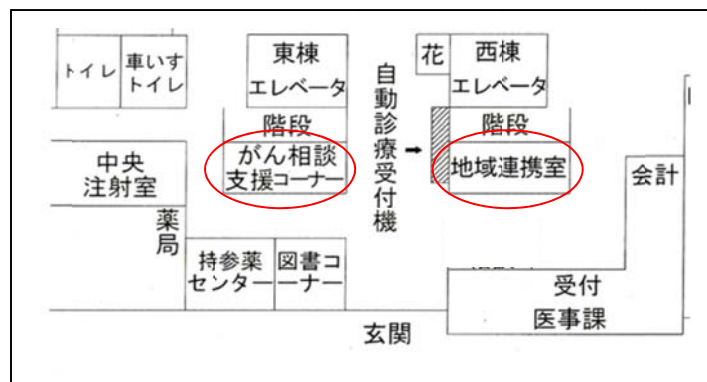 トイレ
車いす
トイレ
東棟
エレベータ
花
西棟
エレベータ
自動診療受付機
→
階段
階段
中央
注射室
がん相談
支援コーナー
地域連携室
会計
薬局
持参薬
センター
図書コ
ーナー
受付
医事課
玄関